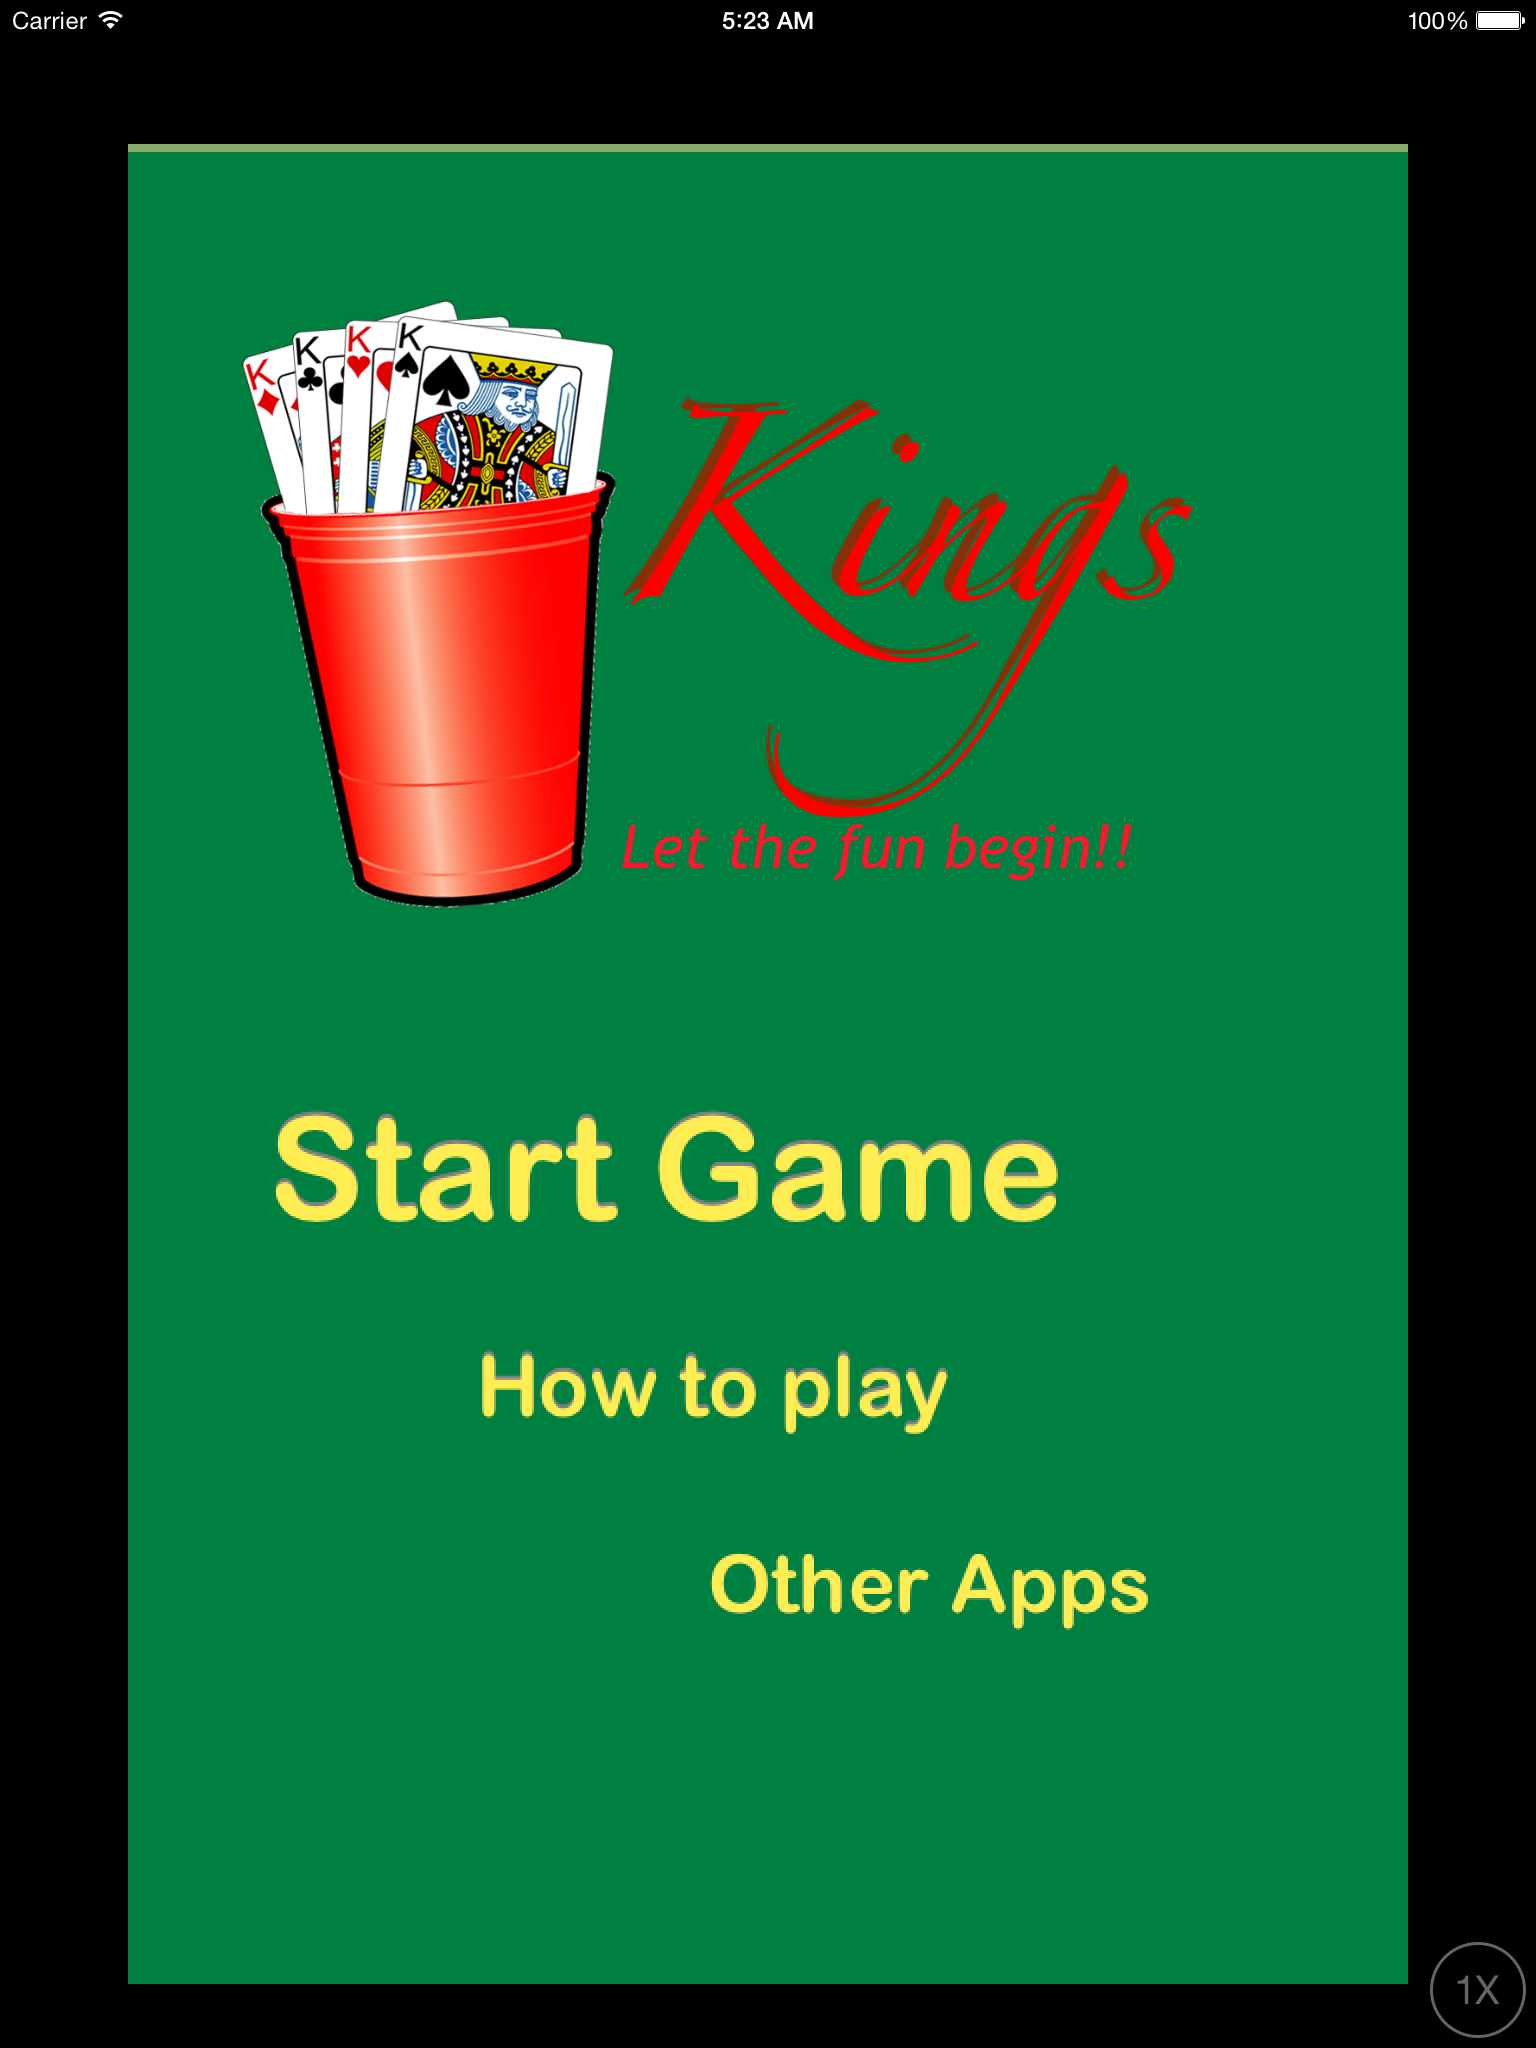 Carrier 5:23 AM 100%
K K K K
Kings
Let the fun begin!!
Start Game
How to play
Other Apps
1X